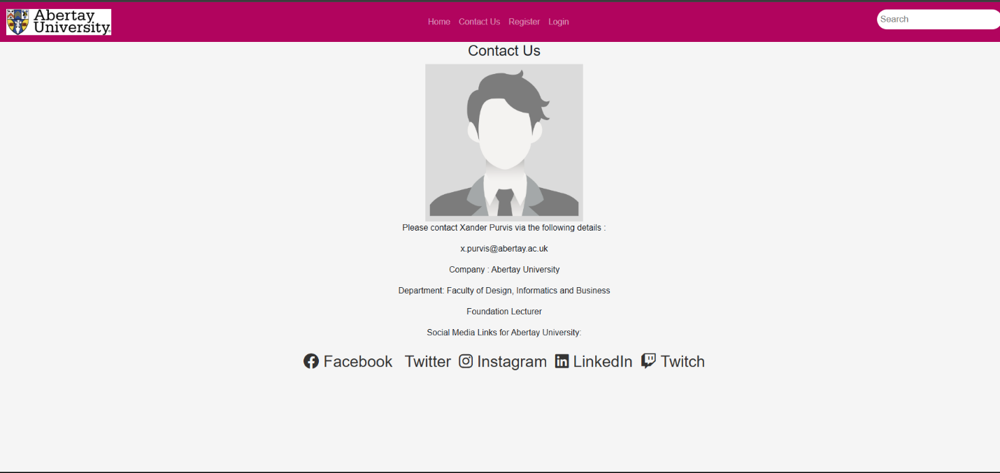 Abertay
University
Home Contact Us Register Login
Search
Contact Us
Please contact Xander Purvis via the following details :
x.purvis@abertay.ac.uk
Company : Abertay University
Department: Faculty of Design, Informatics and Business
Foundation Lecturer
Social Media Links for Abertay University:
Facebook Twitter Instagram LinkedIn Twitch